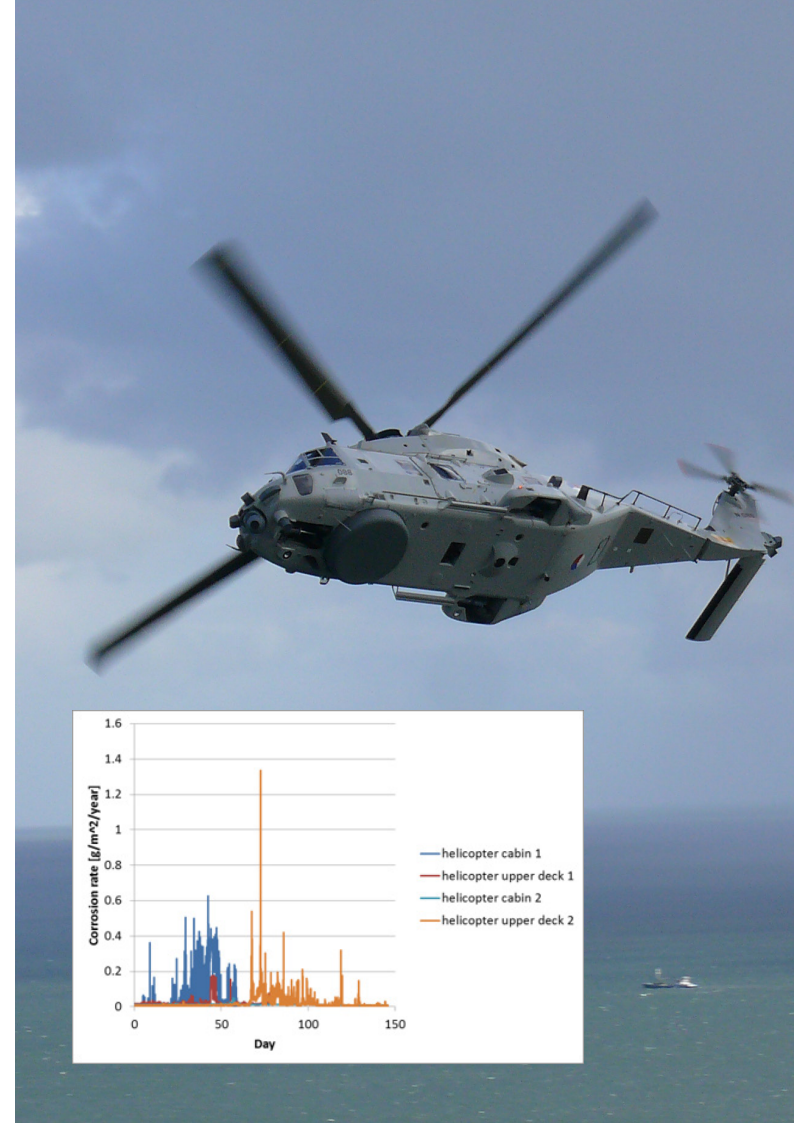 1.6
1.4
1.2
1
0.8
0.6
0.4
0.2
0
Corrosion rate [g/m^2/year]
0 50 100 150
Day
helicopter cabin 1
helicopter upper deck 1
helicopter cabin 2
helicopter upper deck 2